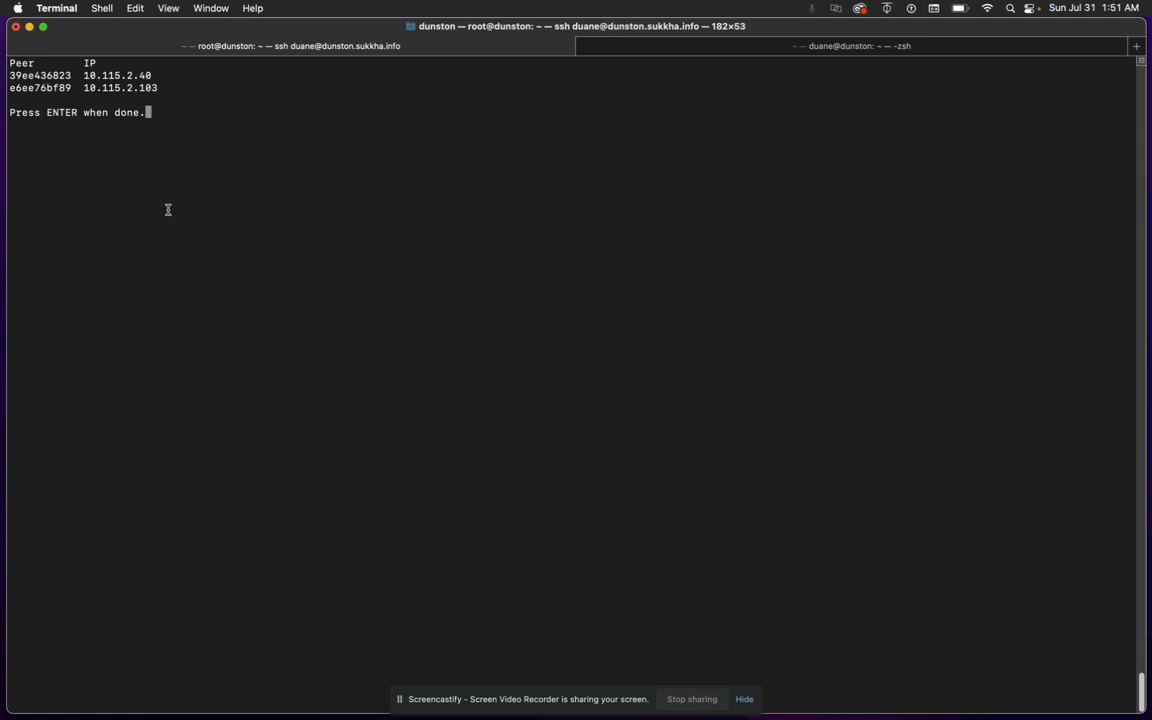 Terminal Shell Edit View Window Help Sun Jul 31 1:51 AM
dunston — root@dunston: ~ — ssh duane@dunston.sukkha.info — 182×53
~ — root@dunston: ~ — ssh duane@dunston.sukkha.info
~ — duane@dunston: ~ — -zsh
Peer IP
39ee436823 10.115.2.40
e6ee76bf89 10.115.2.103
Press ENTER when done.
Screencastify - Screen Video Recorder is sharing your screen. Stop sharing Hide